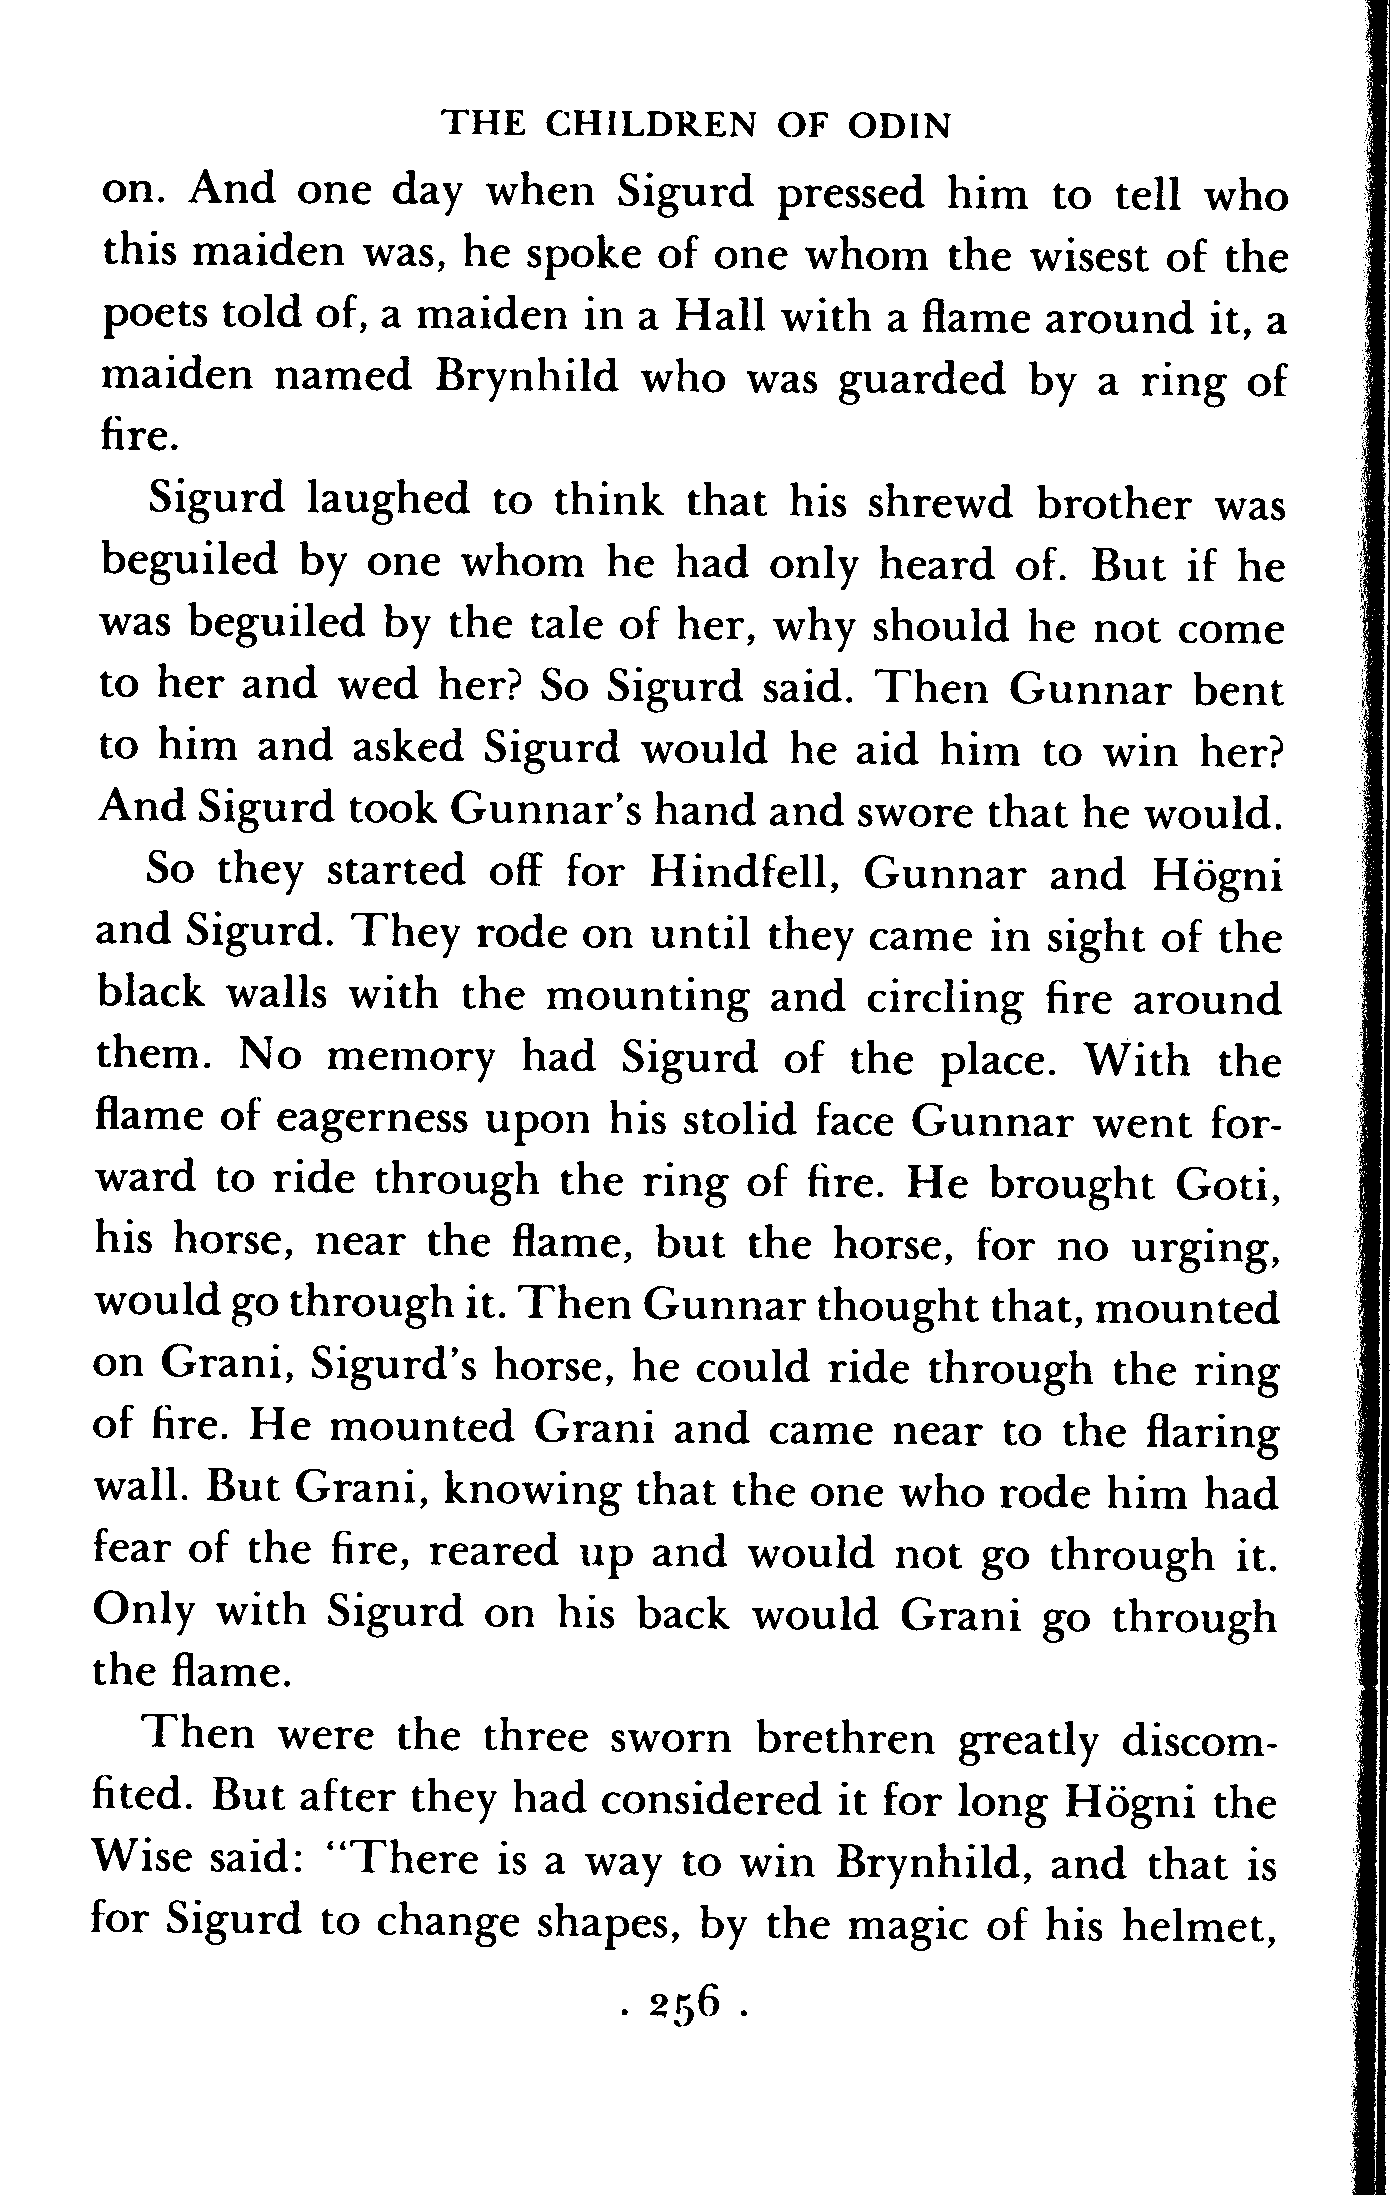 THE CHILDREN OF ODIN
on. And one day when Sigurd pressed him to tell who
this maiden was, he spoke of one whom the wisest of the
poets told of, a maiden in a Hall with a flame around it, a
maiden named Brynhild who was guarded by a ring of
fire.
Sigurd laughed to think that his shrewd brother was
beguiled by one whom he had only heard of. But if he
was beguiled by the tale of her, why should he not come
to her and wed her? So Sigurd said. Then Gunnar bent
to him and asked Sigurd would he aid him to win her?
And Sigurd took Gunnar's hand and swore that he would.
So they started off for Hindfell, Gunnar and Högni
and Sigurd. They rode on until they came in sight of the
black walls with the mounting and circling fire around
them. No memory had Sigurd of the place. With the
flame of eagerness upon his stolid face Gunnar went for-
ward to ride through the ring of fire. He brought Goti,
his horse, near the flame, but the horse, for no urging,
would go through it. Then Gunnar thought that, mounted
on Grani, Sigurd's horse, he could ride through the ring
of fire. He mounted Grani and came near to the flaring
wall. But Grani, knowing that the one who rode him had
fear of the fire, reared up and would not go through it.
Only with Sigurd on his back would Grani go through
the flame.
Then were the three sworn brethren greatly discom-
fited. But after they had considered it for long Högni the
Wise said: "There is a way to win Brynhild, and that is
for Sigurd to change shapes, by the magic of his helmet,
. 256 .